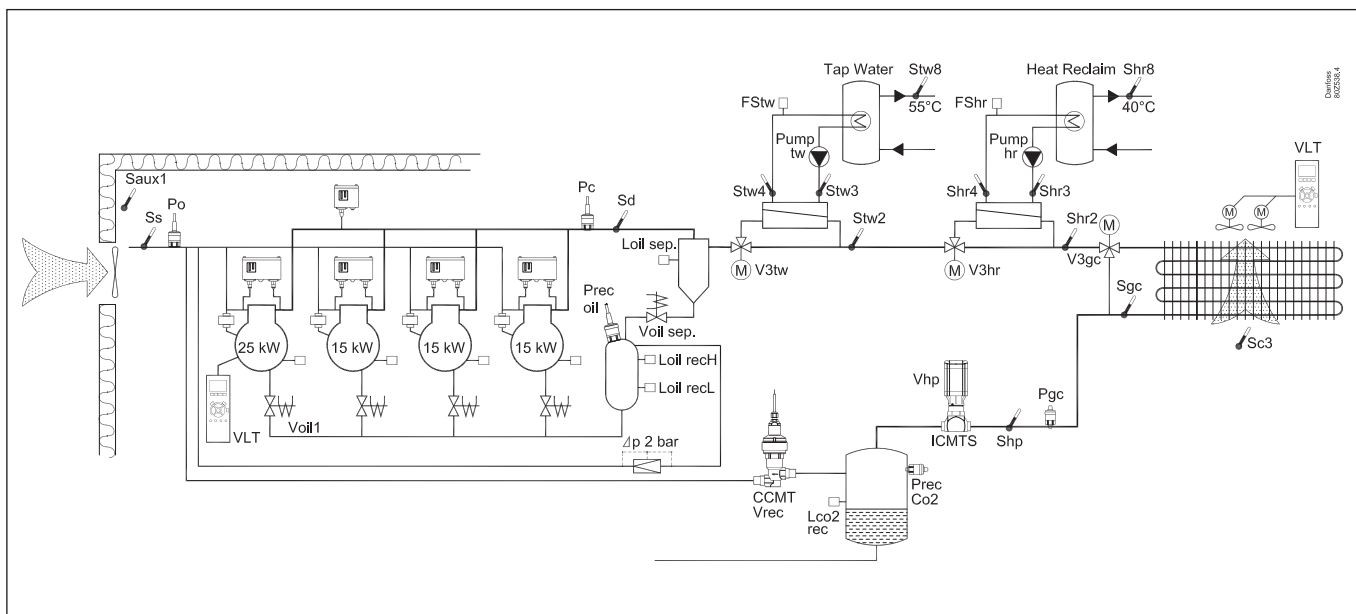 Tap Water
Stw8
55°C
FStw
Pump
tw
Stw4
Stw3
Stw2
M
V3tw
Heat Reclaim
Shr8
40°C
FShr
Pump
hr
Shr4
Shr3
Shr2
M
V3hr
M
V3gc
Danfoss
80Z538.4
VLT
M
M
Sgc
Sc3
Saux1
Ss
Po
Pc
Sd
Loil sep.
Prec
oil
Voil sep.
25 kW
15 kW
15 kW
15 kW
Loil recH
Loil recL
VLT
Voil1
Δp 2 bar
CCMT
Vrec
Vhp
ICMTS
Shp
Pgc
Prec
Co2
Lco2
rec